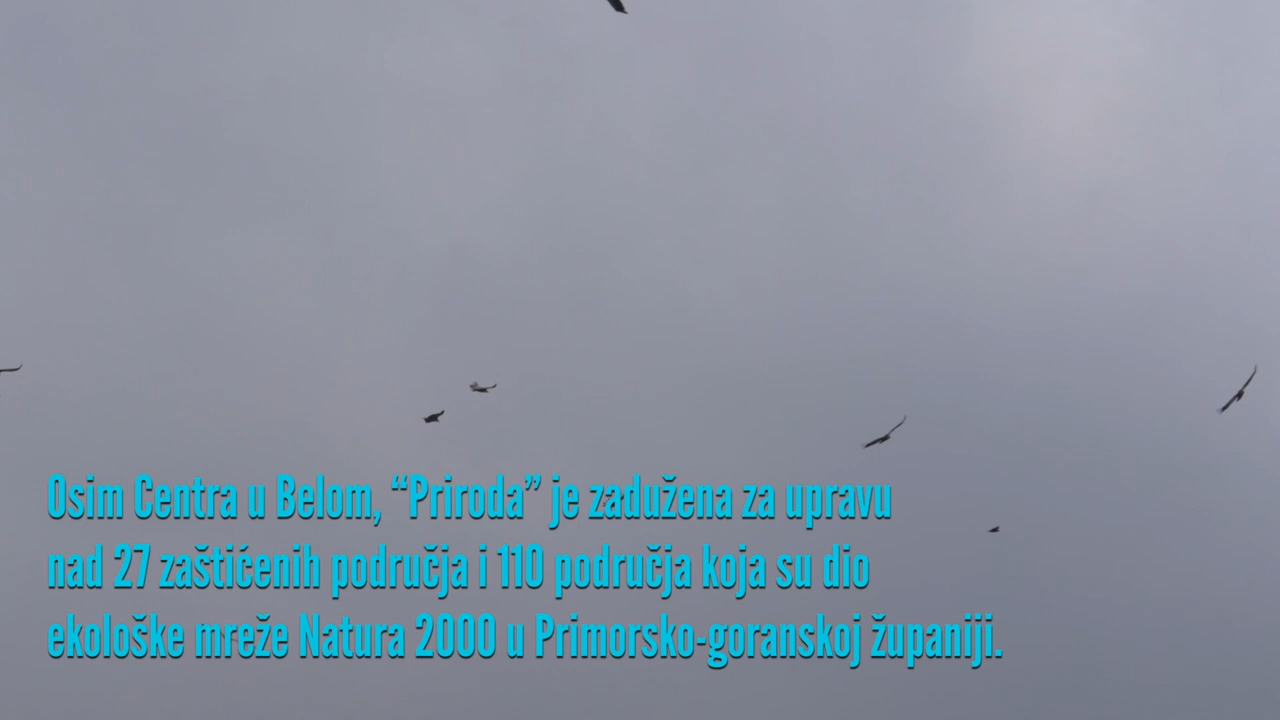 Osim Centra u Belom, “Priroda” je zadužena za upravu
nad 27 zaštićenih područja i 110 područja koja su dio
ekološke mreže Natura 2000 u Primorsko-goranskoj županiji.